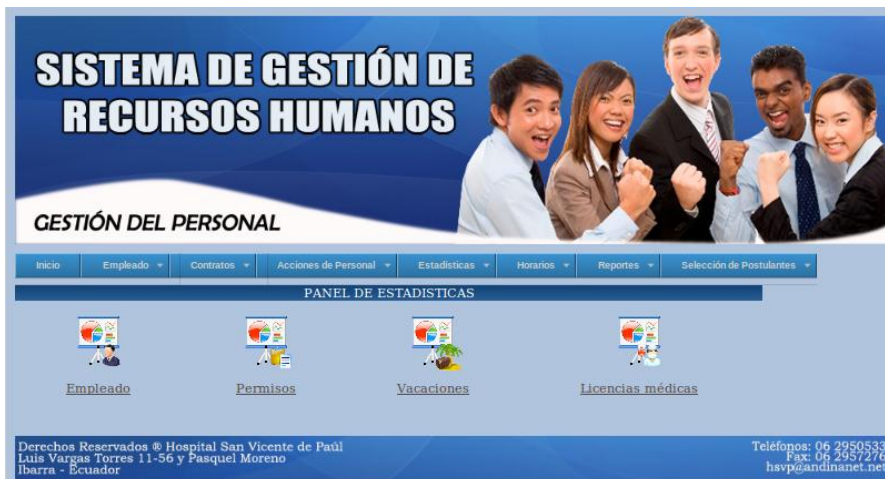 SISTEMA DE GESTIÓN DE
RECURSOS HUMANOS
GESTIÓN DEL PERSONAL
Inicio Empleado Contratos Acciones de Personal Estadísticas Horarios Reportes Selección de Postulantes
PANEL DE ESTADISTICAS
Empleado Permisos Vacaciones Licencias médicas
Derechos Reservados ® Hospital San Vicente de Paúl
Luis Vargas Torres 11-56 y Pasquel Moreno
Ibarra - Ecuador
Teléfonos: 06 2950533
Fax: 06 2957276
hsvp@andinanet.net